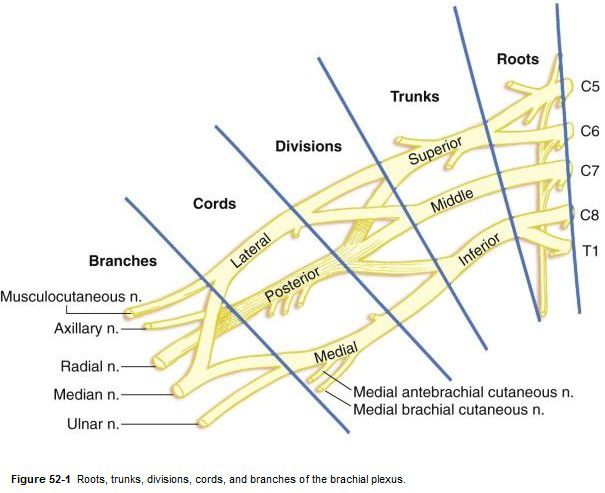 Roots
C5
Trunks
C6
Superior
Divisions
C7
Middle
Cords
C8
Inferior
T1
Lateral
Branches
Posterior
Musculocutaneous n.
Axillary n.
Medial
Radial n.
Median n.
Medial antebrachial cutaneous n.
Medial brachial cutaneous n.
Ulnar n.
Figure 52-1 Roots, trunks, divisions, cords, and branches of the brachial plexus.